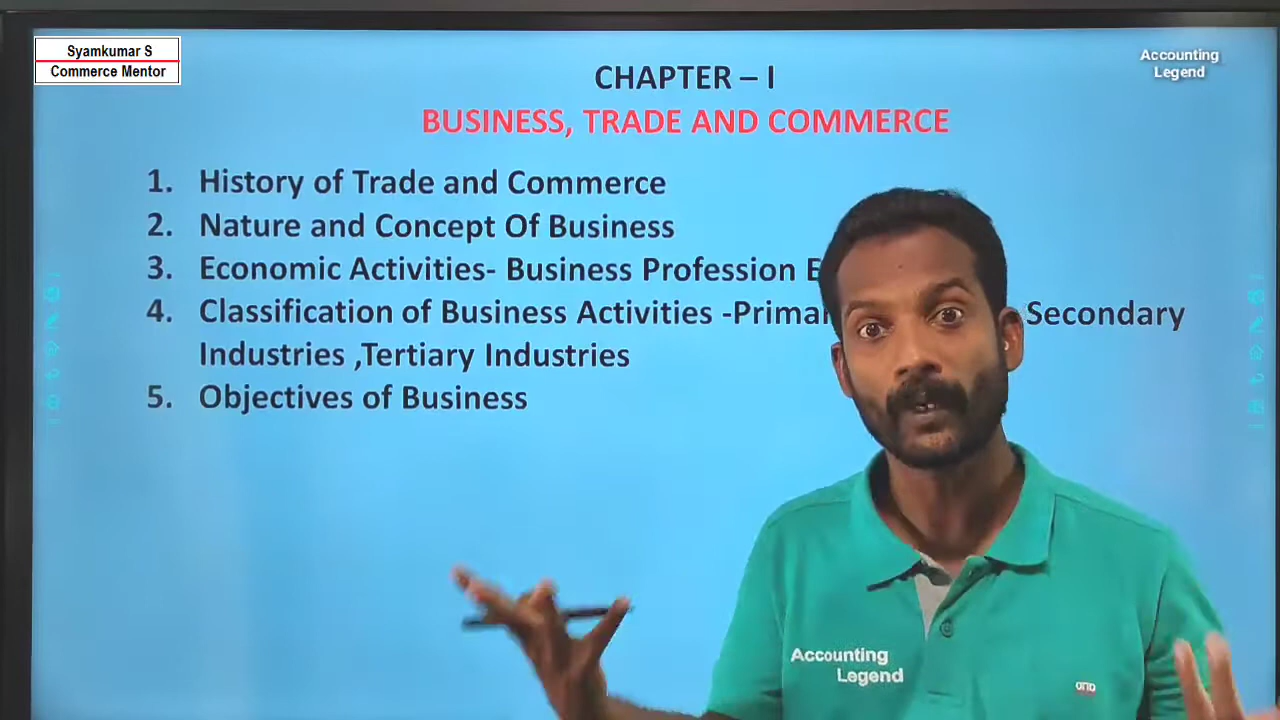 Syamkumar S
Commerce Mentor
Accounting
Legend
CHAPTER – I
BUSINESS, TRADE AND COMMERCE
1. History of Trade and Commerce
2. Nature and Concept Of Business
3. Economic Activities- Business Profession
4. Classification of Business Activities -Primar Secondary
Industries ,Tertiary Industries
5. Objectives of Business
Accounting
Legend